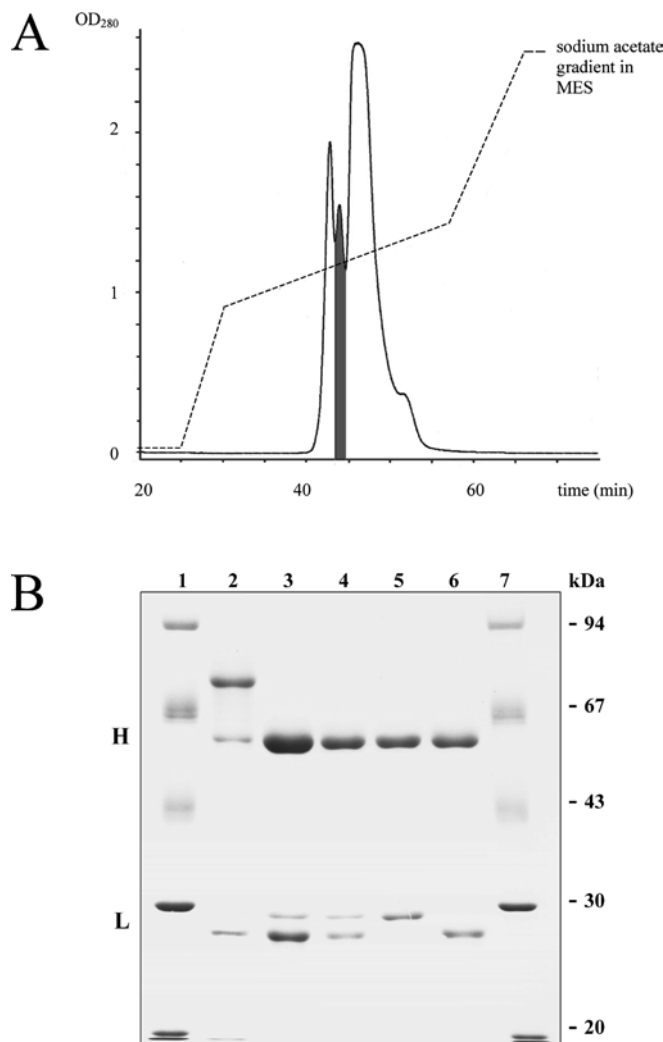 A
OD280
sodium acetate
gradient in
MES
2
1
0
20 40 60 time (min)
B
1 2 3 4 5 6 7 kDa
- 94
- 67
H
- 43
- 30
L
- 20